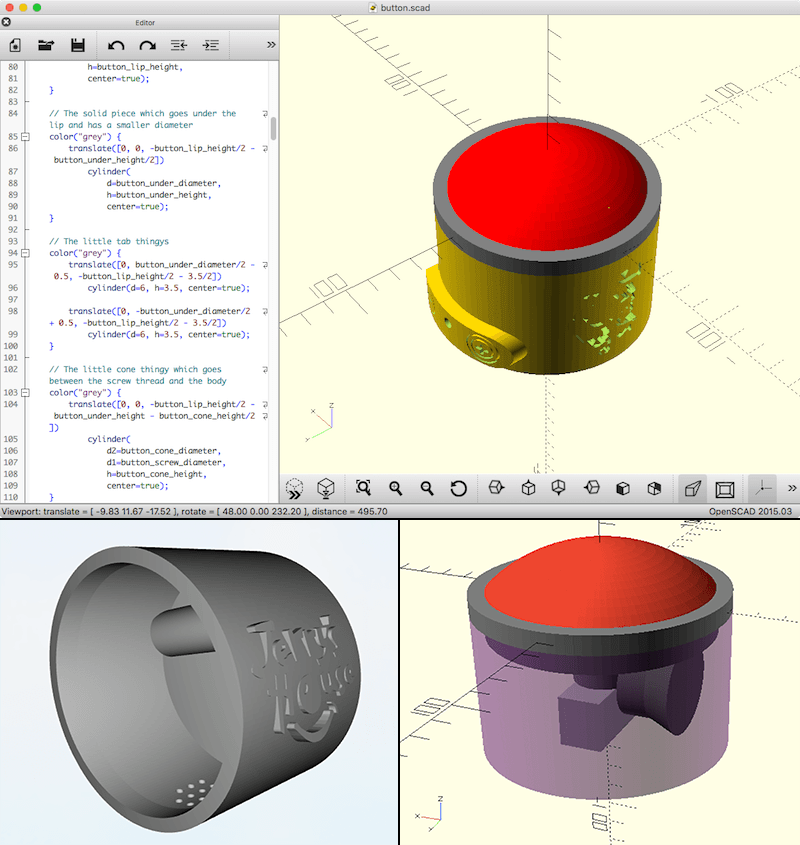 button.scad
Editor
80 h=button_lip_height,
81 center=true);
82 }
83
84 // The solid piece which goes under the
lip and has a smaller diameter
85 color("grey") {
86 translate([0, 0, -button_lip_height/2 -
button_under_height/2])
87 cylinder(
88 d=button_under_diameter,
89 h=button_under_height,
90 center=true);
91 }
92
93 // The little tab thingys
94 color("grey") {
95 translate([0, button_under_diameter/2 -
0.5, -button_lip_height/2 - 3.5/2])
96 cylinder(d=6, h=3.5, center=true);
97
98 translate([0, -button_under_diameter/2
+ 0.5, -button_lip_height/2 - 3.5/2])
99 cylinder(d=6, h=3.5, center=true);
100 }
101
102 // The little cone thingy which goes
between the screw thread and the body
103 color("grey") {
104 translate([0, 0, -button_lip_height/2 -
button_under_height - button_cone_height/2
])
105 cylinder(
106 d2=button_cone_diameter,
107 d1=button_screw_diameter,
108 h=button_cone_height,
109 center=true);
110 }
100
100
100
100
x
z
y
Viewport: translate = [ -9.83 11.67 -17.52 ], rotate = [ 48.00 0.00 232.20 ], distance = 495.70
OpenSCAD 2015.03
Jerry's
House
100
100
z
x
y